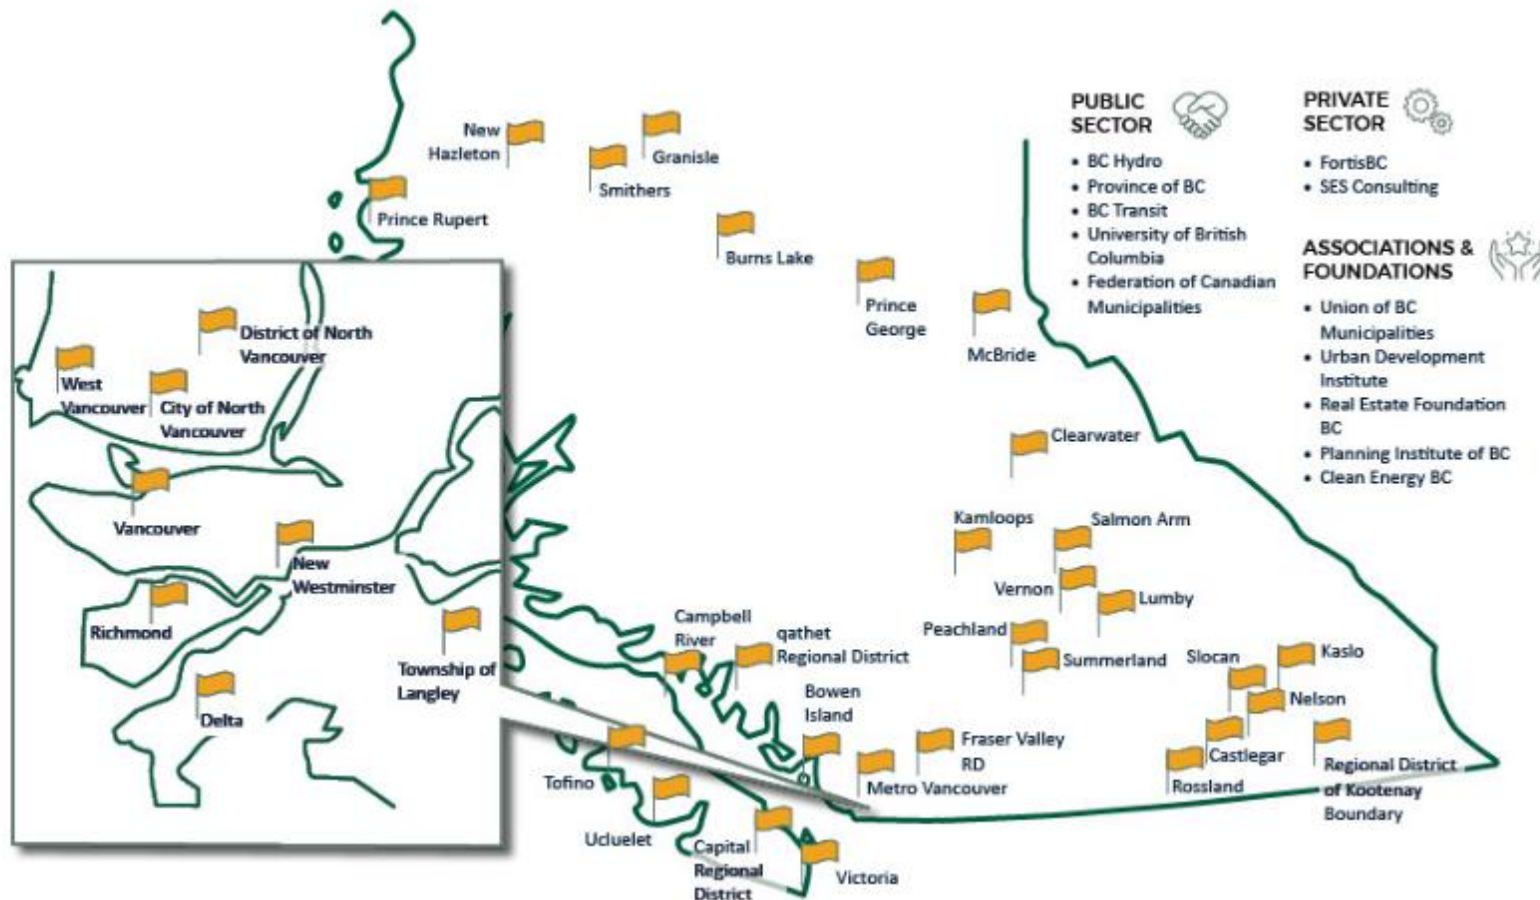 New
Hazleton
Granisle
Smithers
Prince Rupert
Burns Lake
Prince
George
McBride
PUBLIC
SECTOR
• BC Hydro
• Province of BC
• BC Transit
• University of British
Columbia
• Federation of Canadian
Municipalities
PRIVATE
SECTOR
• FortisBC
• SES Consulting
ASSOCIATIONS &
FOUNDATIONS
• Union of BC
Municipalities
• Urban Development
Institute
• Real Estate Foundation
BC
• Planning Institute of BC
• Clean Energy BC
District of North
Vancouver
West
Vancouver
City of North
Vancouver
Vancouver
New
Westminster
Richmond
Township of
Langley
Delta
Clearwater
Kamloops
Salmon Arm
Vernon
Lumby
Peachland
Summerland
Campbell
River
qathet
Regional District
Bowen
Island
Slocan
Kaslo
Nelson
Castlegar
Rossland
Regional District
of Kootenay
Boundary
Fraser Valley
RD
Metro Vancouver
Tofino
Ucluelet
Capital
Regional
District
Victoria